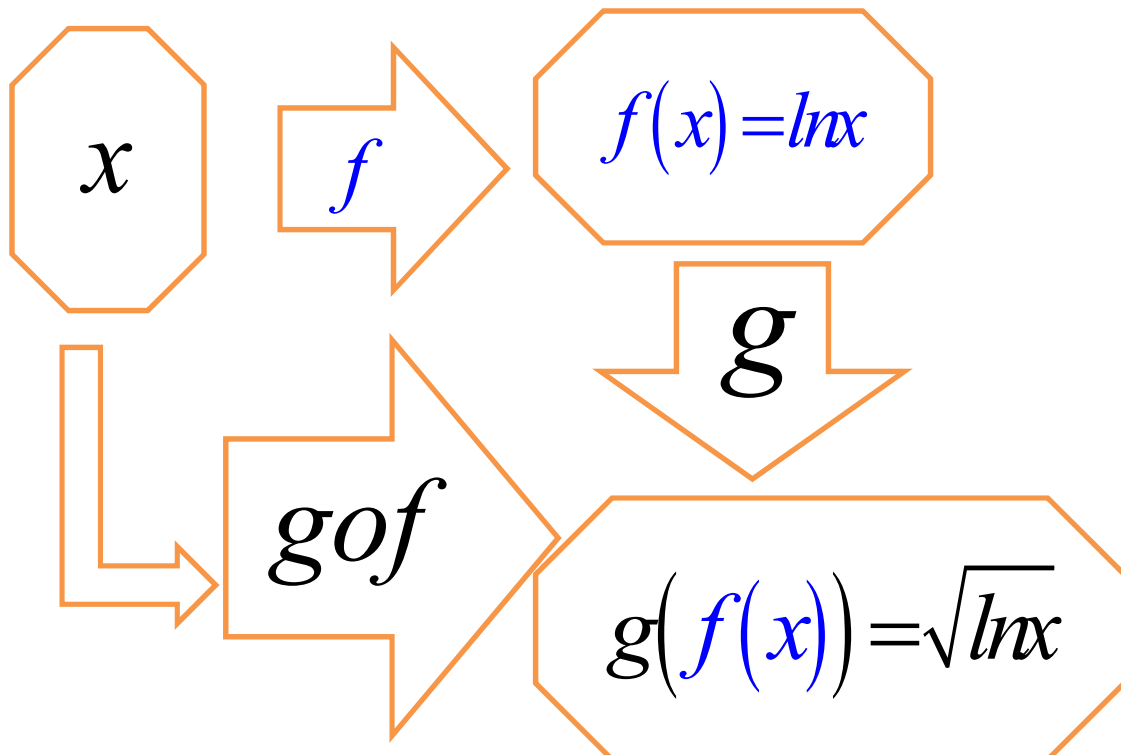 x
f
f(x)=lnx
g
gof
g(f(x))=√lnx